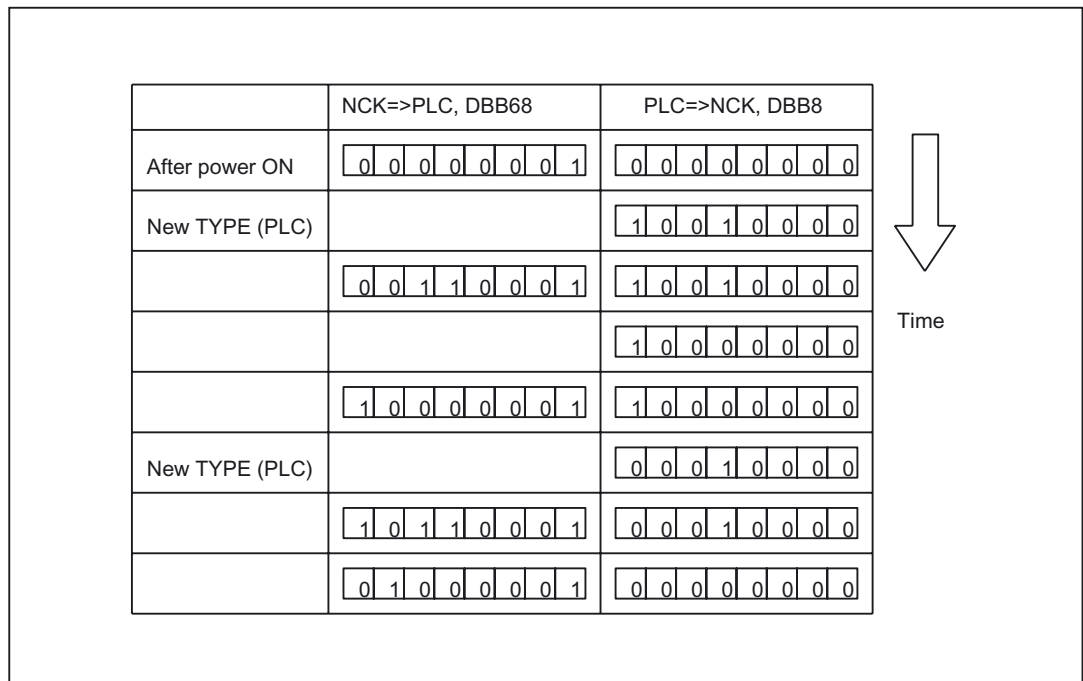 NCK=>PLC, DBB68 PLC=>NCK, DBB8
After power ON 0 0 0 0 0 0 0 1 0 0 0 0 0 0 0 0
New TYPE (PLC) 1 0 0 1 0 0 0 0
0 0 1 1 0 0 0 1 1 0 0 1 0 0 0 0
Time
1 0 0 0 0 0 0 0
1 0 0 0 0 0 0 1 1 0 0 0 0 0 0 0
New TYPE (PLC) 0 0 0 1 0 0 0 0
1 0 1 1 0 0 0 1 0 0 0 1 0 0 0 0
0 1 0 0 0 0 0 1 0 0 0 0 0 0 0 0